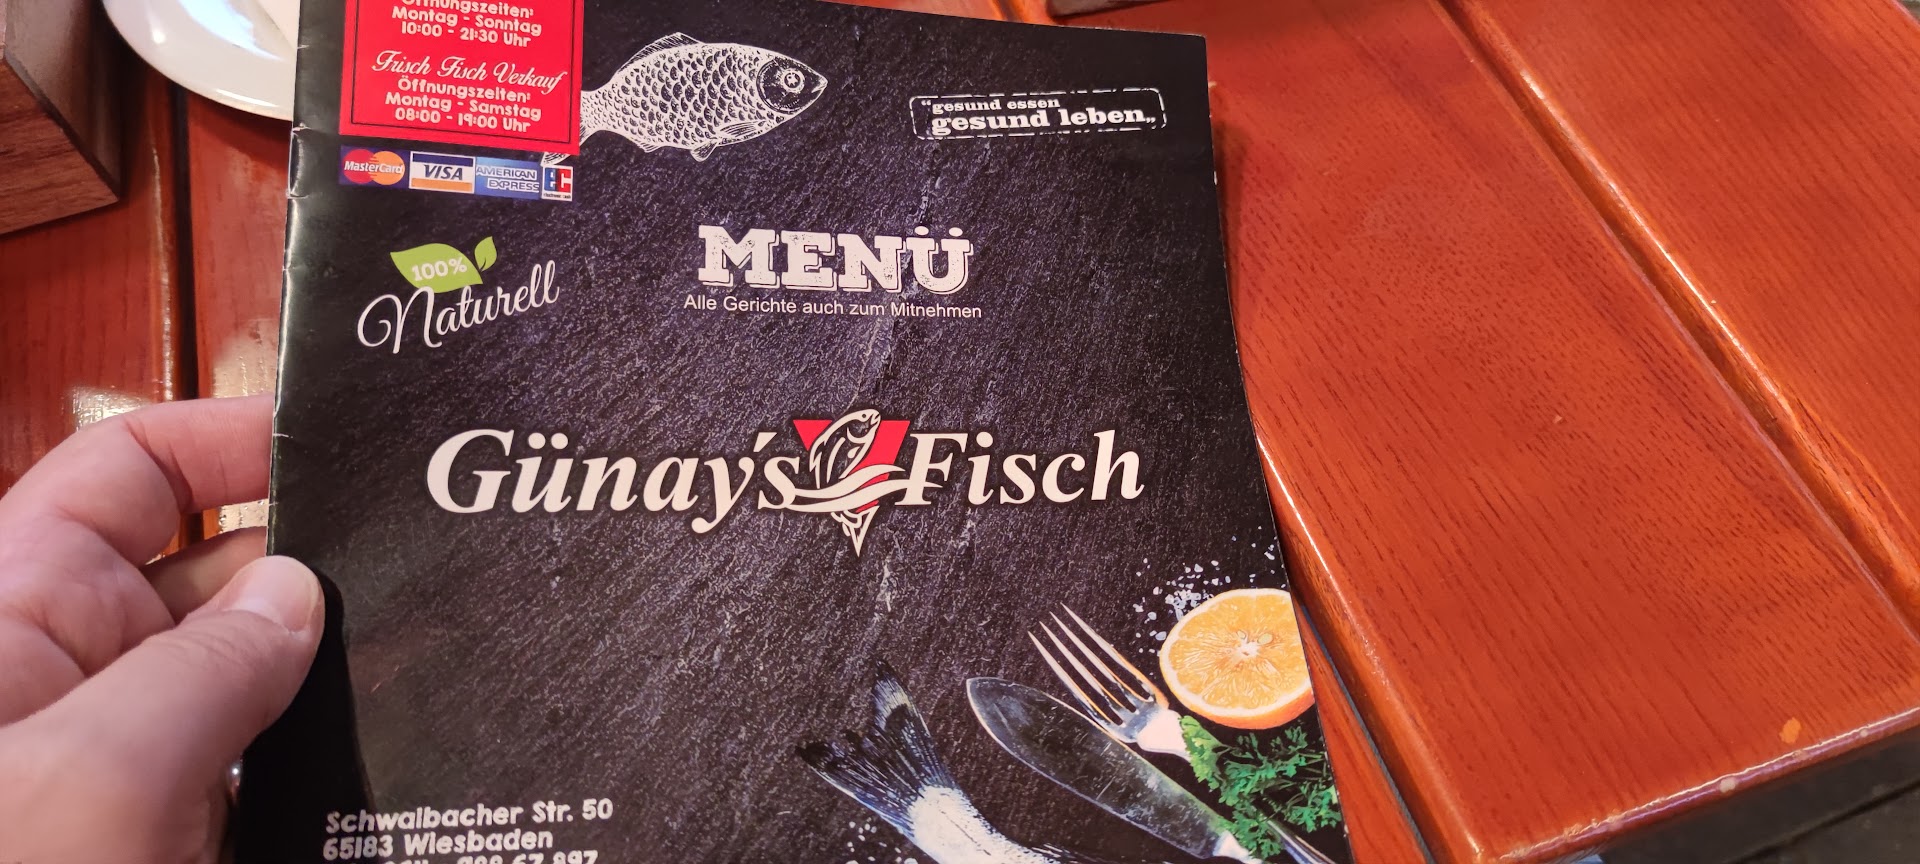 Öffnungszeiten:
Montag - Sonntag
10:00 - 21:30 Uhr
Frisch Fisch Verkauf
Öffnungszeiten:
Montag - Samstag
08:00 - 19:00 Uhr
MasterCard
VISA
AMERICAN
EXPRESS
EC
"gesund essen
gesund leben„
100%
Naturell
MENÜ
Alle Gerichte auch zum Mitnehmen
Günay´s Fisch
Schwalbacher Str. 50
65183 Wiesbaden